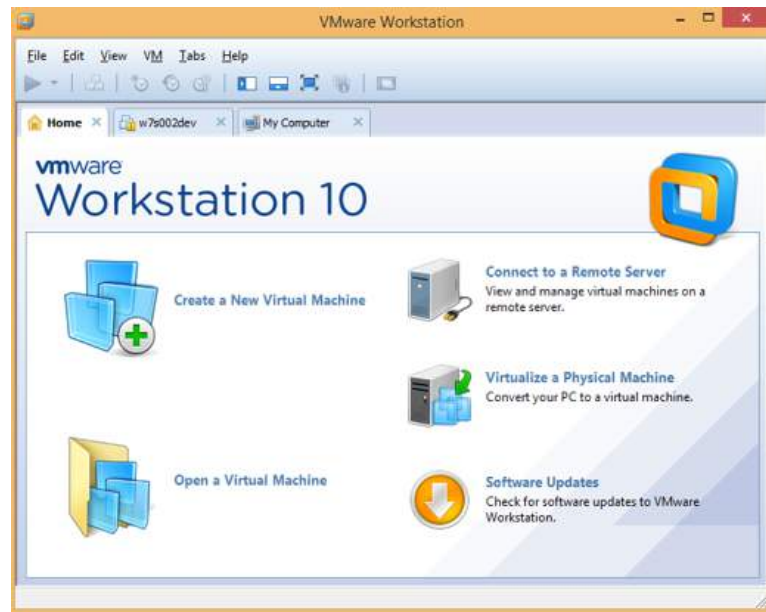 VMware Workstation
File Edit View VM Tabs Help
Home w7s002dev My Computer
vmware
Workstation 10
Create a New Virtual Machine
Open a Virtual Machine
Connect to a Remote Server
View and manage virtual machines on a
remote server.
Virtualize a Physical Machine
Convert your PC to a virtual machine.
Software Updates
Check for software updates to VMware
Workstation.